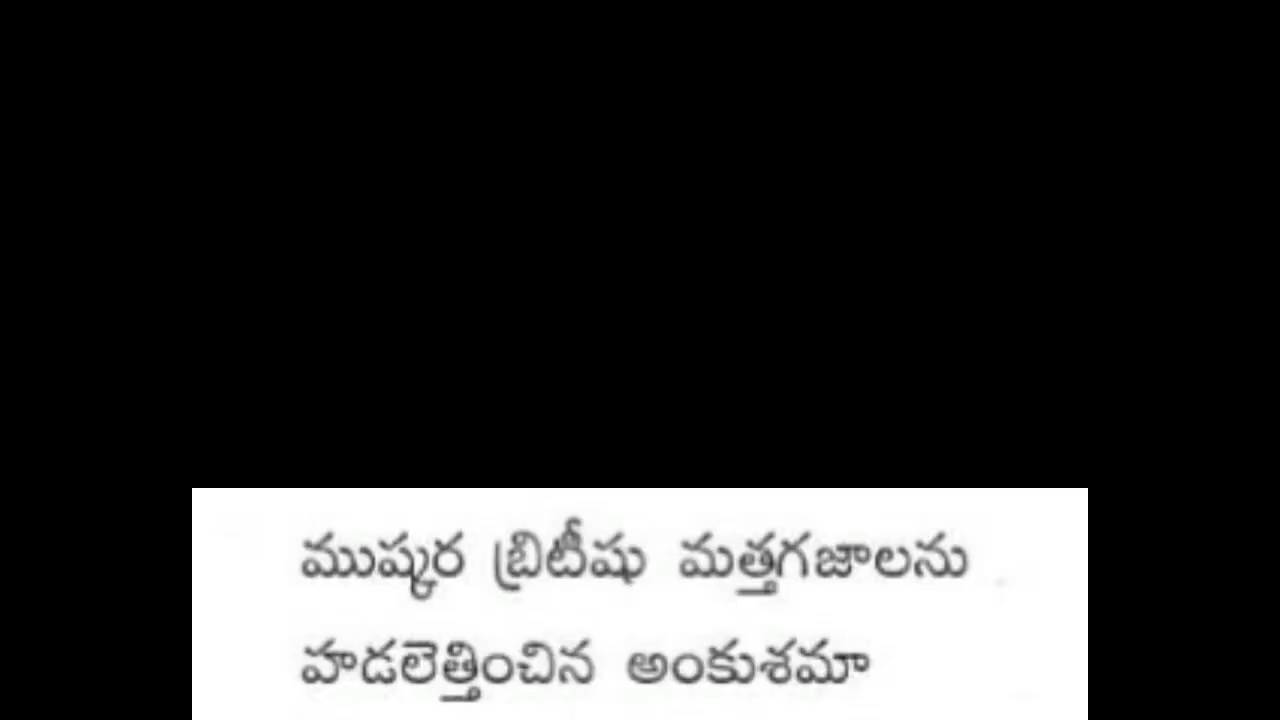 ముష్కర బ్రిటీషు మత్తగజాలను
హడలెత్తించిన అంకుశమా